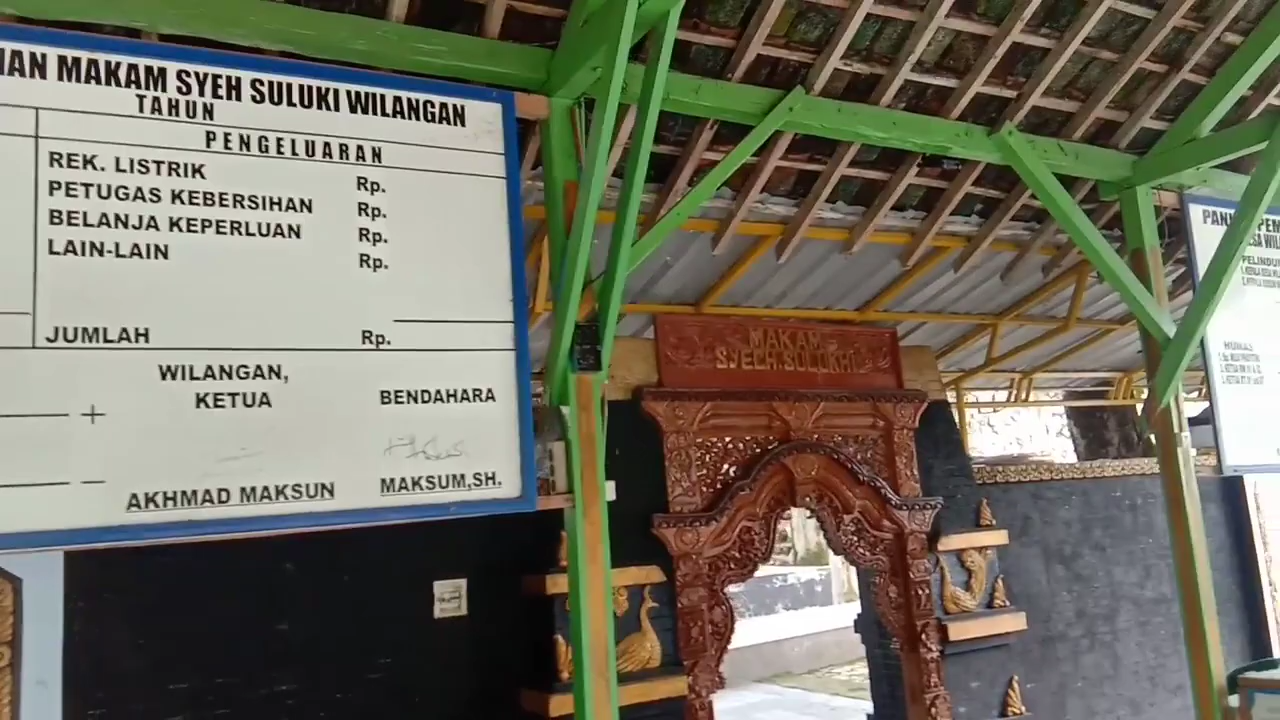 MAKAM SYEH SULUKI WILANGAN
TAHUN
PENGELUARAN
REK. LISTRIK Rp.
PETUGAS KEBERSIHAN Rp.
BELANJA KEPERLUAN Rp.
LAIN-LAIN Rp.
JUMLAH Rp.
WILANGAN,
KETUA BENDAHARA
AKHMAD MAKSUN MAKSUM,SH.
MAKAM
SYECH.SULUKHI